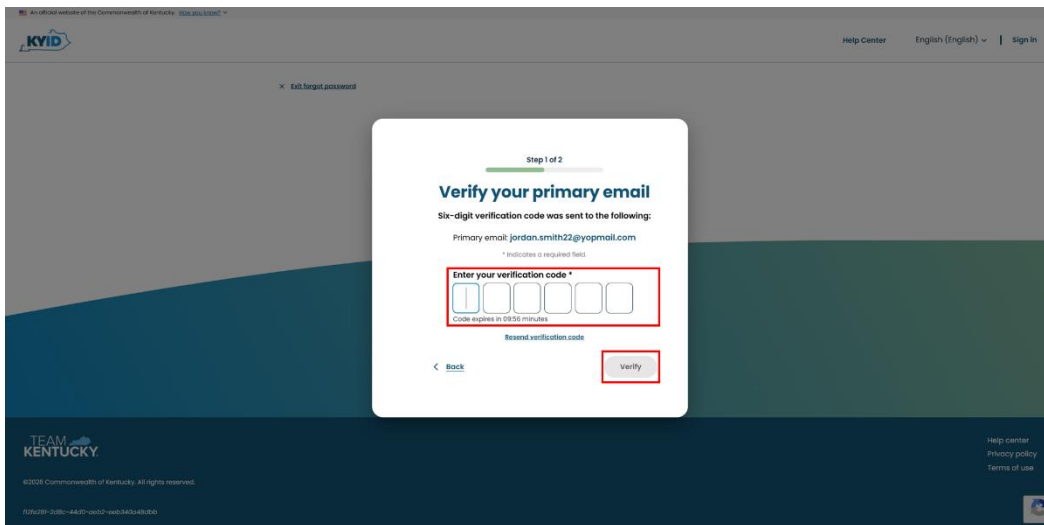 An official website of the Commonwealth of Kentucky. How you know?
KYID
Help Center
English (English)
Sign in
Exit forgot password
Step 1 of 2
Verify your primary email
Six-digit verification code was sent to the following:
Primary email: jordan.smith22@yopmail.com
* Indicates a required field.
Enter your verification code *
Code expires in 09:56 minutes
Resend verification code
Back
Verify
TEAM
KENTUCKY.
Help center
Privacy policy
Terms of use
©2026 Commonwealth of Kentucky. All rights reserved.